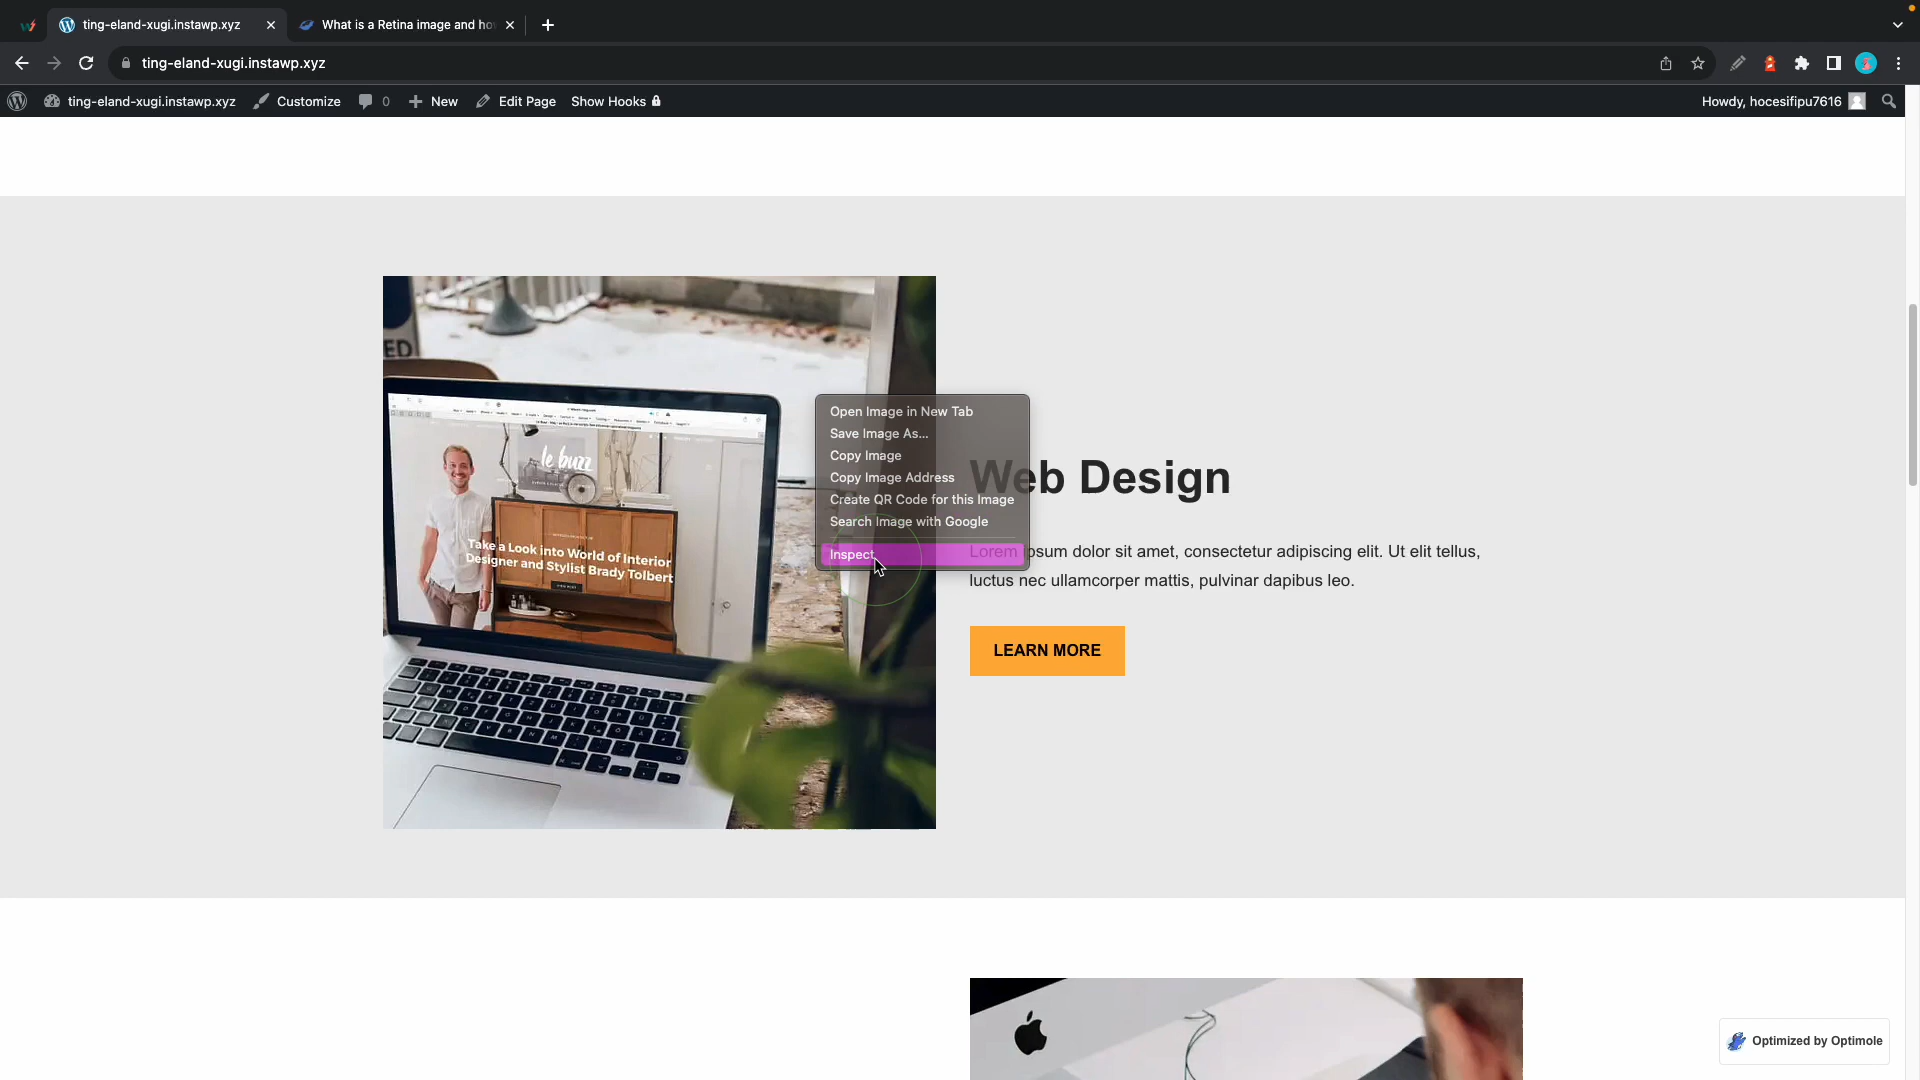 ting-eland-xugi.instawp.xyz
What is a Retina image and ho
ting-eland-xugi.instawp.xyz
ting-eland-xugi.instawp.xyz
Customize
0
New
Edit Page
Show Hooks
Howdy, hocesifipu7616
ED
le buzz
Take a Look into World of Interior
Designer and Stylist Brady Tolbert
Open Image in New Tab
Save Image As...
Copy Image
Copy Image Address
Create QR Code for this Image
Search Image with Google
Inspect
Web Design
Lorem ipsum dolor sit amet, consectetur adipiscing elit. Ut elit tellus,
luctus nec ullamcorper mattis, pulvinar dapibus leo.
LEARN MORE
Optimized by Optimole